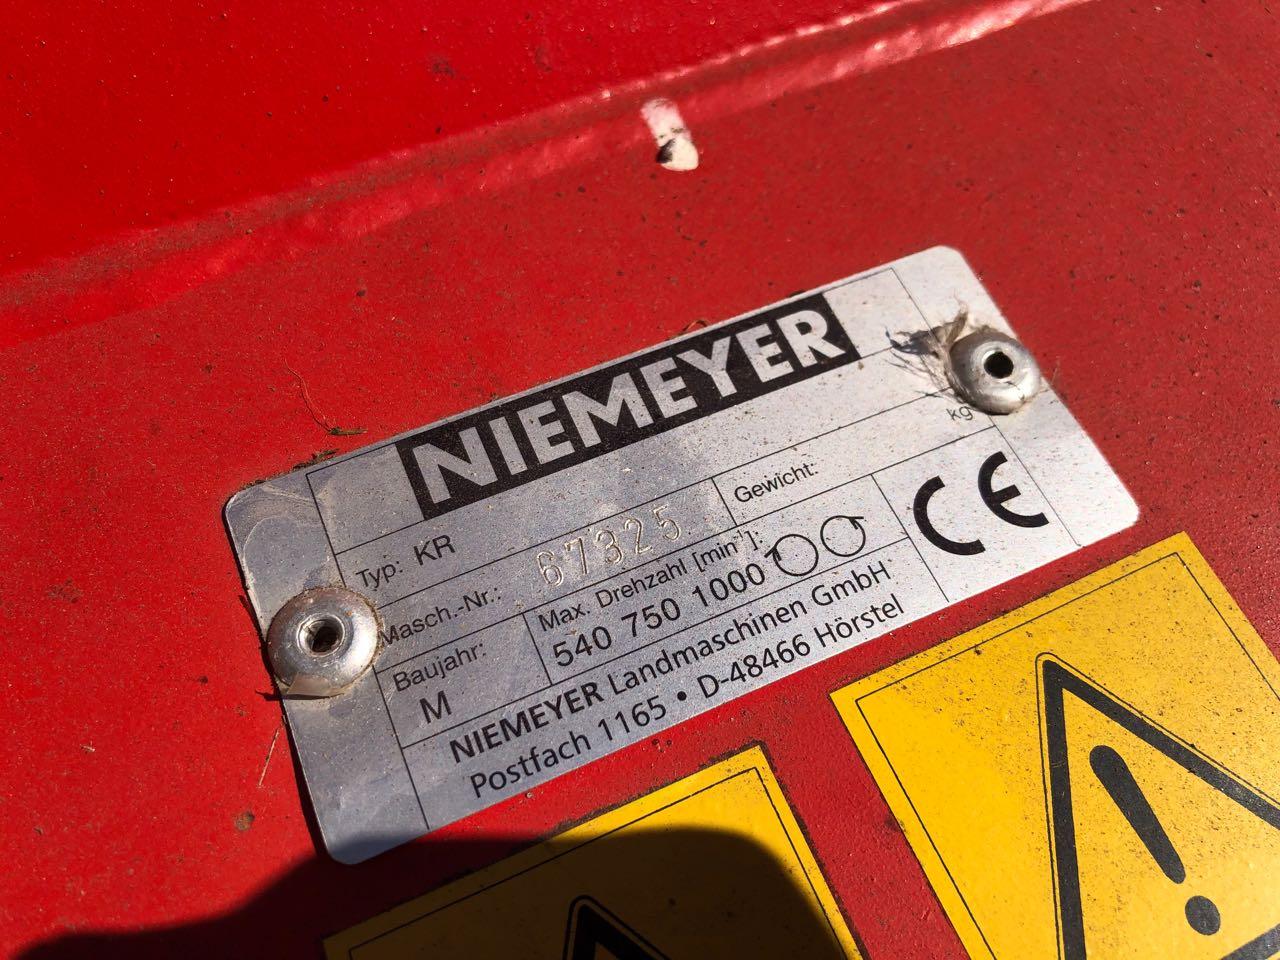 NIEMEYER
Typ: KR
Masch.-Nr.: 67325 Gewicht: kg
Baujahr: M
Max. Drehzahl [min⁻¹]:
540 750 1000
CE
NIEMEYER Landmaschinen GmbH
Postfach 1165 • D-48466 Hörstel
!